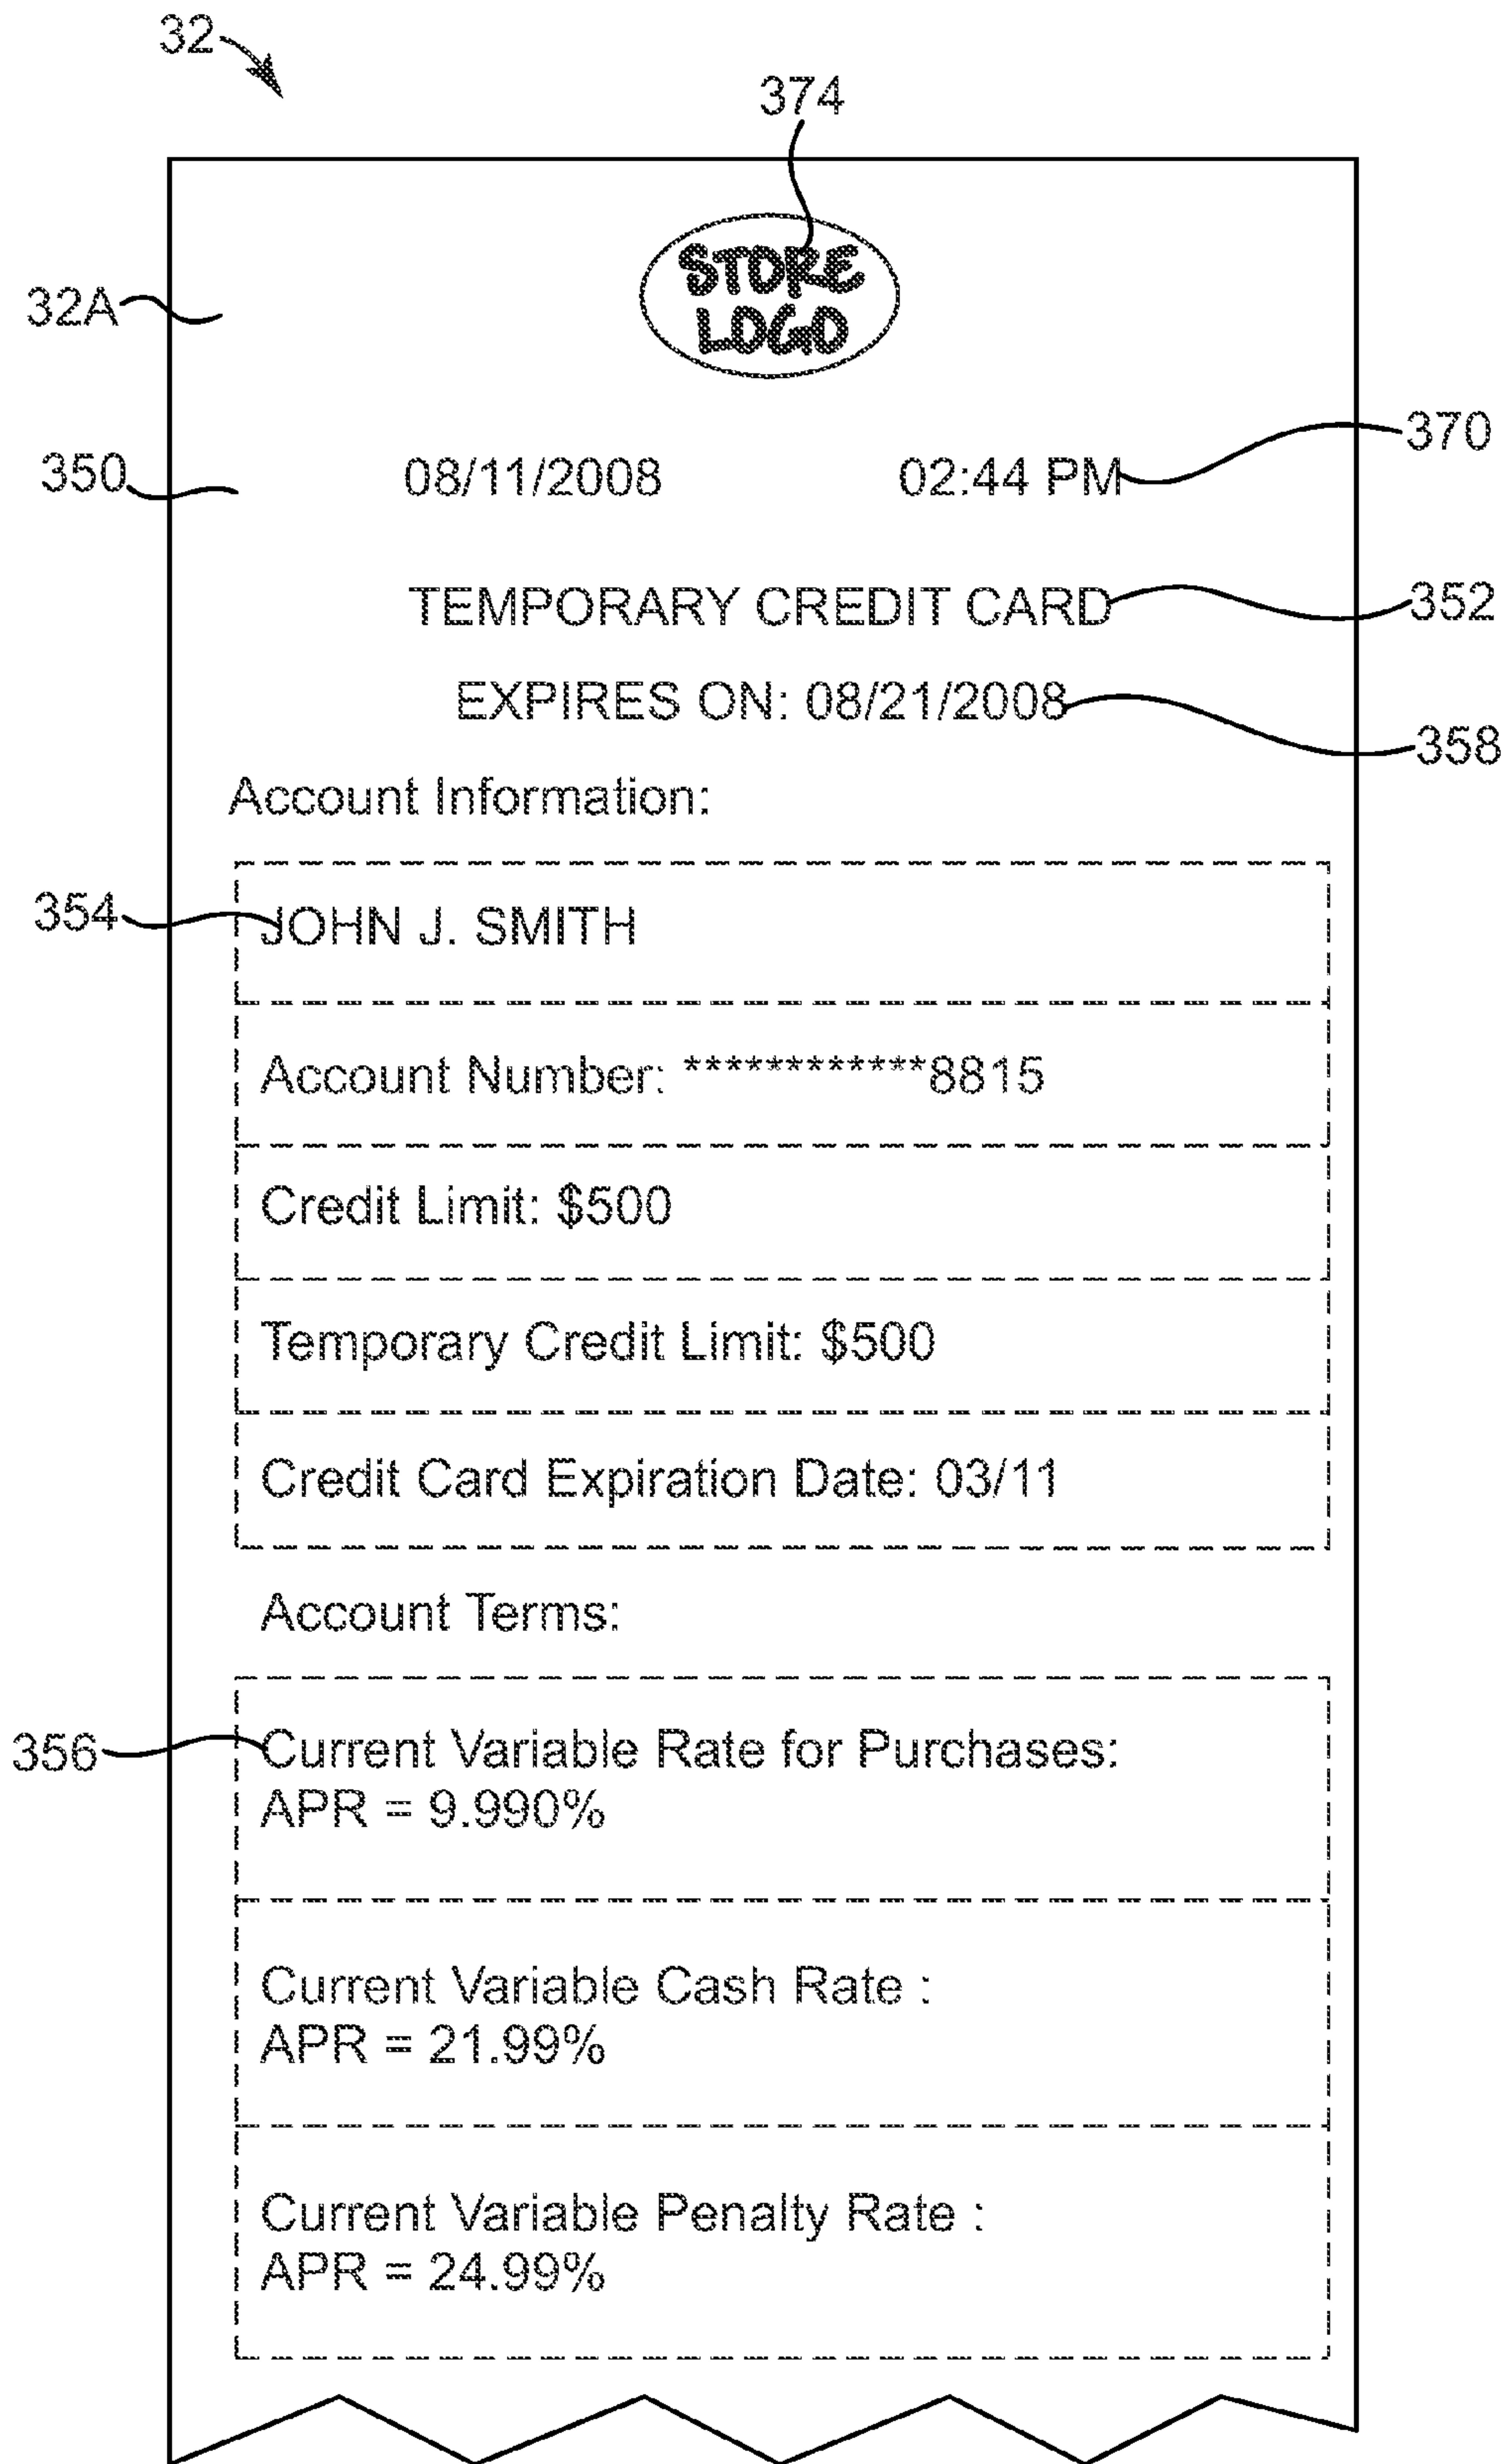 32
374
STORE
LOGO
32A
370
350
08/11/2008 02:44 PM
TEMPORARY CREDIT CARD
352
EXPIRES ON: 08/21/2008
358
Account Information:
354
JOHN J. SMITH
Account Number: ************8815
Credit Limit: $500
Temporary Credit Limit: $500
Credit Card Expiration Date: 03/11
Account Terms:
356
Current Variable Rate for Purchases:
APR = 9.990%
Current Variable Cash Rate :
APR = 21.99%
Current Variable Penalty Rate :
APR = 24.99%